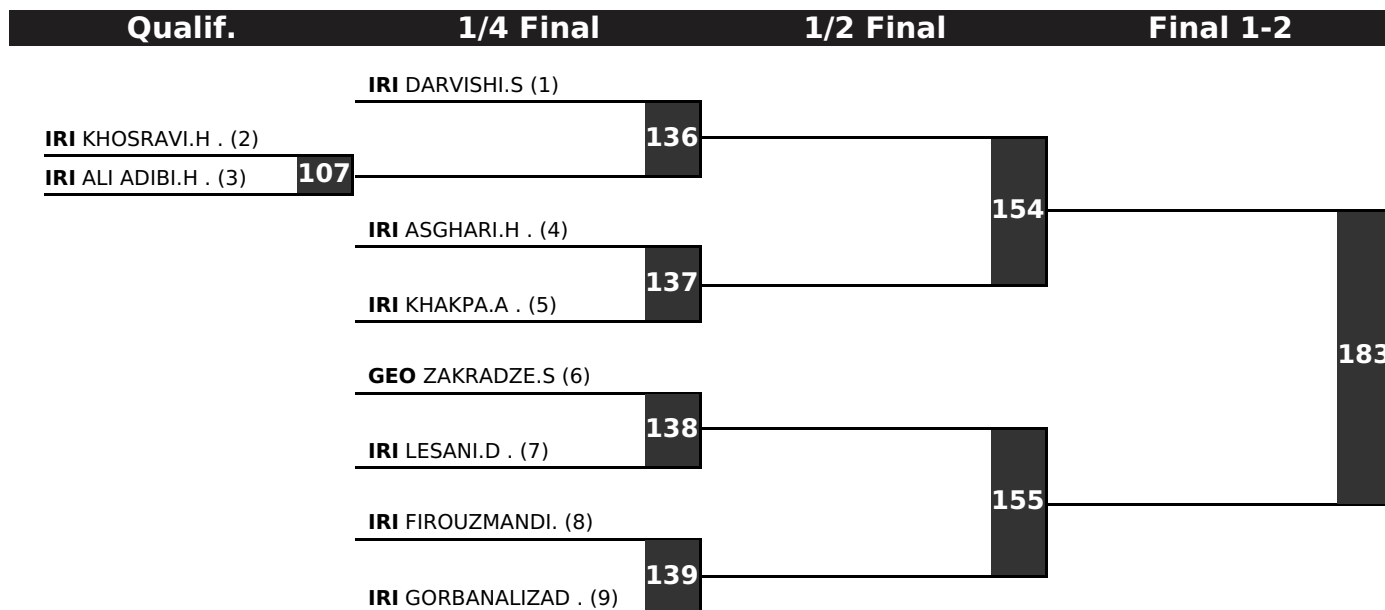 Qualif. 1/4 Final 1/2 Final Final 1-2
IRI DARVISHI.S (1)
136
IRI KHOSRAVI.H . (2)
107
IRI ALI ADIBI.H . (3)
154
IRI ASGHARI.H . (4)
137
IRI KHAKPA.A . (5)
183
GEO ZAKRADZE.S (6)
138
IRI LESANI.D . (7)
155
IRI FIROUZMANDI. (8)
139
IRI GORBANALIZAD . (9)